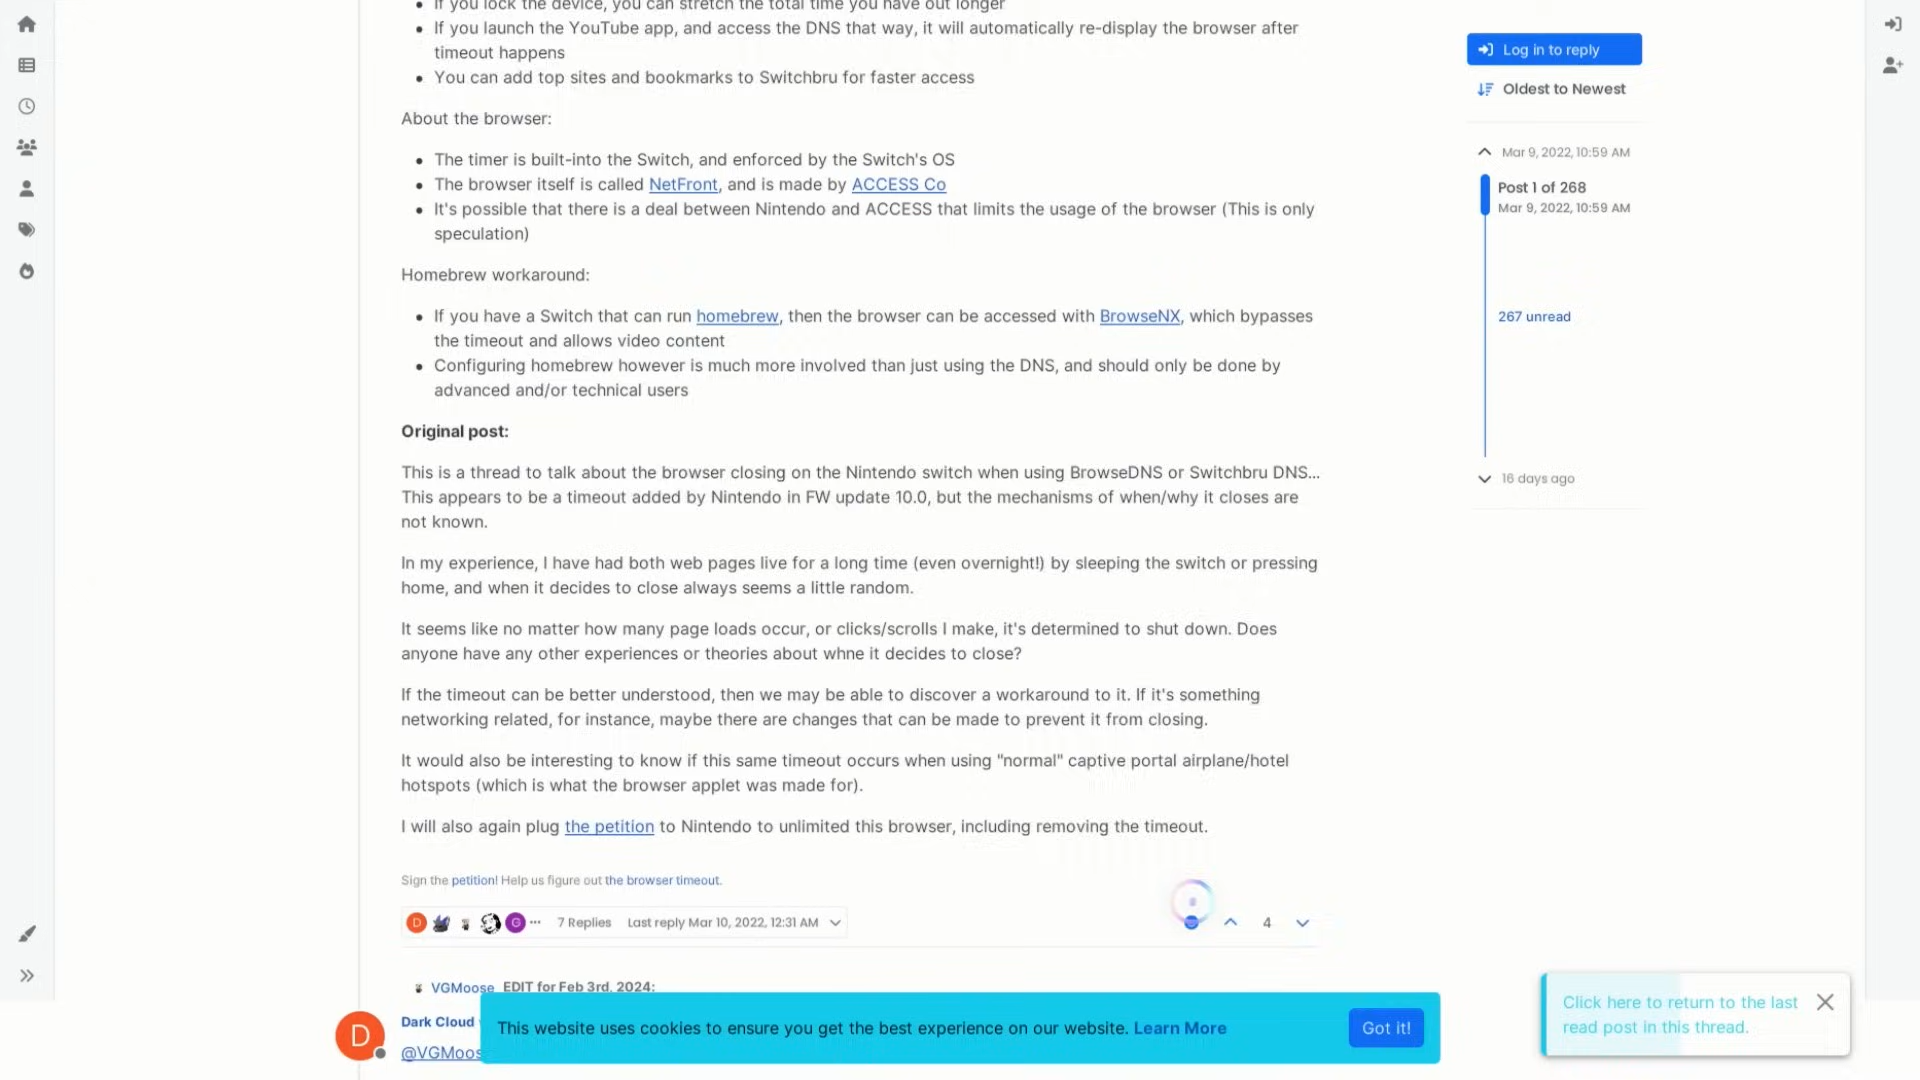 If you lock the device, you can stretch the total time you have out longer
If you launch the YouTube app, and access the DNS that way, it will automatically re-display the browser after
timeout happens
You can add top sites and bookmarks to Switchbru for faster access
About the browser:
The timer is built-into the Switch, and enforced by the Switch's OS
The browser itself is called NetFront, and is made by ACCESS Co
It's possible that there is a deal between Nintendo and ACCESS that limits the usage of the browser (This is only
speculation)
Homebrew workaround:
If you have a Switch that can run homebrew, then the browser can be accessed with BrowseNX, which bypasses
the timeout and allows video content
Configuring homebrew however is much more involved than just using the DNS, and should only be done by
advanced and/or technical users
Original post:
This is a thread to talk about the browser closing on the Nintendo switch when using BrowseDNS or Switchbru DNS...
This appears to be a timeout added by Nintendo in FW update 10.0, but the mechanisms of when/why it closes are
not known.
In my experience, I have had both web pages live for a long time (even overnight!) by sleeping the switch or pressing
home, and when it decides to close always seems a little random.
It seems like no matter how many page loads occur, or clicks/scrolls I make, it's determined to shut down. Does
anyone have any other experiences or theories about whne it decides to close?
If the timeout can be better understood, then we may be able to discover a workaround to it. If it's something
networking related, for instance, maybe there are changes that can be made to prevent it from closing.
It would also be interesting to know if this same timeout occurs when using "normal" captive portal airplane/hotel
hotspots (which is what the browser applet was made for).
I will also again plug the petition to Nintendo to unlimited this browser, including removing the timeout.
Sign the petition! Help us figure out the browser timeout.
D G ... 7 Replies Last reply Mar 10, 2022, 12:31 AM
4
VGMoose EDIT for Feb 3rd, 2024:
D
Dark Cloud
@VGMoos
This website uses cookies to ensure you get the best experience on our website. Learn More
Got it!
Log in to reply
Oldest to Newest
Mar 9, 2022, 10:59 AM
Post 1 of 268
Mar 9, 2022, 10:59 AM
267 unread
16 days ago
Click here to return to the last
read post in this thread.